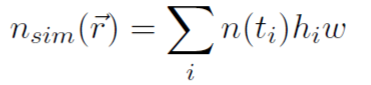 n_{sim}(\vec{r}) = \sum_{i} n(t_i) h_i w